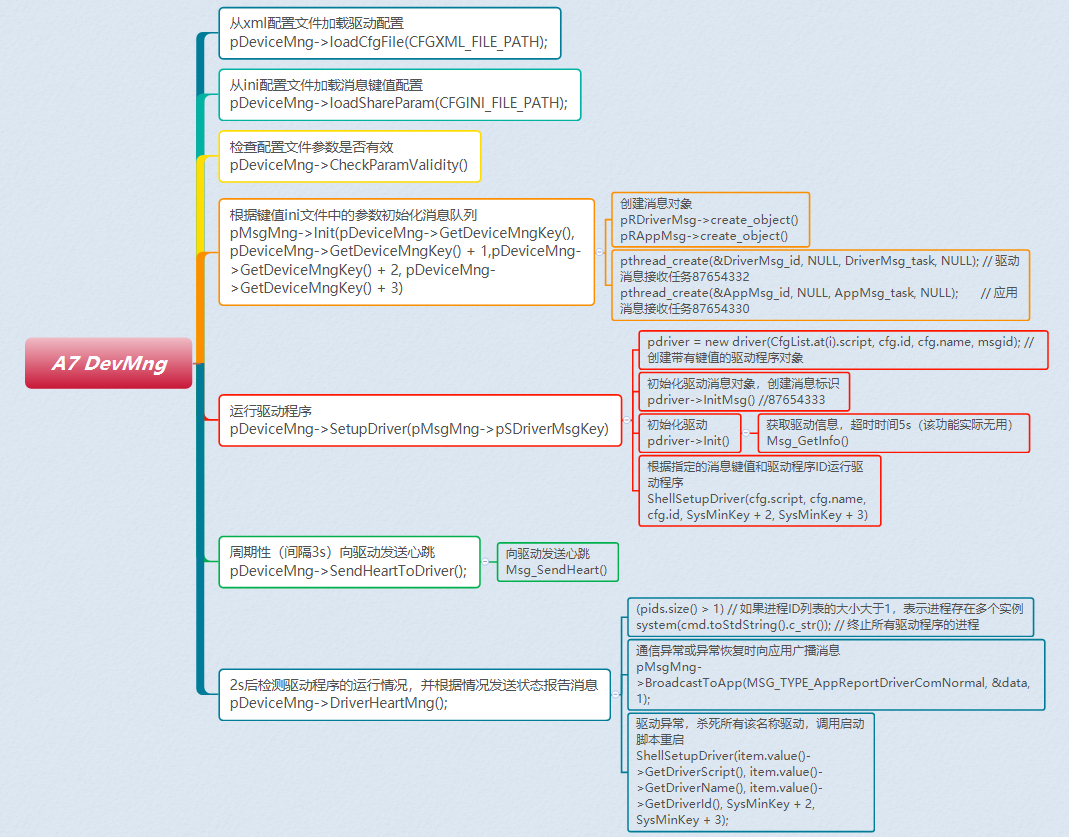 A7 DevMng
从xml配置文件加载驱动配置
pDeviceMng->loadCfgFile(CFGXML_FILE_PATH);
从ini配置文件加载消息键值配置
pDeviceMng->loadShareParam(CFGINI_FILE_PATH);
检查配置文件参数是否有效
pDeviceMng->CheckParamValidity()
根据键值ini文件中的参数初始化消息队列
pMsgMng->Init(pDeviceMng->GetDeviceMngKey(),
pDeviceMng->GetDeviceMngKey() + 1,pDeviceMng-
>GetDeviceMngKey() + 2, pDeviceMng-
>GetDeviceMngKey() + 3)
创建消息对象
pRDriverMsg->create_object()
pRAppMsg->create_object()
pthread_create(&DriverMsg_id, NULL, DriverMsg_task, NULL); // 驱动
消息接收任务87654332
pthread_create(&AppMsg_id, NULL, AppMsg_task, NULL); // 应用
消息接收任务87654330
运行驱动程序
pDeviceMng->SetupDriver(pMsgMng->pSDriverMsgKey)
pdriver = new driver(CfgList.at(i).script, cfg.id, cfg.name, msgid); //
创建带有键值的驱动程序对象
初始化驱动消息对象，创建消息标识
pdriver->InitMsg() //87654333
初始化驱动
pdriver->Init()
获取驱动信息，超时时间5s（该功能实际无用）
Msg_GetInfo()
根据指定的消息键值和驱动程序ID运行驱
动程序
ShellSetupDriver(cfg.script, cfg.name,
cfg.id, SysMinKey + 2, SysMinKey + 3)
周期性（间隔3s）向驱动发送心跳
pDeviceMng->SendHeartToDriver();
向驱动发送心跳
Msg_SendHeart()
2s后检测驱动程序的运行情况，并根据情况发送状态报告消息
pDeviceMng->DriverHeartMng();
(pids.size() > 1) // 如果进程ID列表的大小大于1，表示进程存在多个实例
system(cmd.toStdString().c_str()); // 终止所有驱动程序的进程
通信异常或异常恢复时向应用广播消息
pMsgMng-
>BroadcastToApp(MSG_TYPE_AppReportDriverComNormal, &data,
1);
驱动异常，杀死所有该名称驱动，调用启动
脚本重启
ShellSetupDriver(item.value()-
>GetDriverScript(), item.value()-
>GetDriverName(), item.value()-
>GetDriverId(), SysMinKey + 2,
SysMinKey + 3);